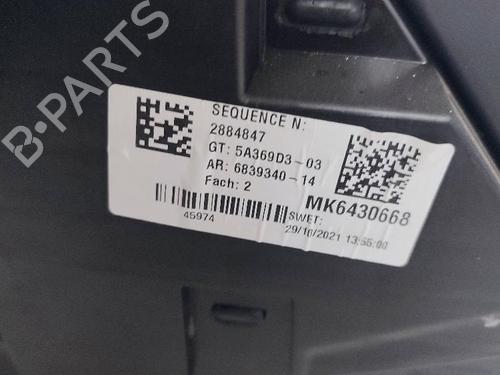 B-PARTS
SEQUENCE N:
2884847
GT: 5A369D3-03
AR: 6839340-14
Fach: 2
MK6430668
45974
SWET:
29/10/2021 13:55:00